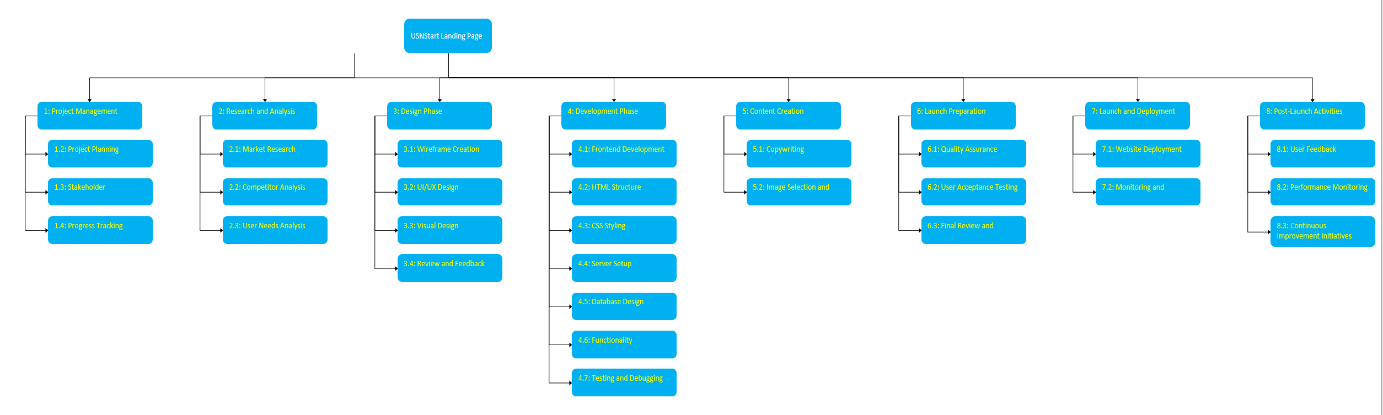 USNStart Landing Page
1: Project Management
1.2: Project Planning
1.3: Stakeholder
1.4: Progress Tracking
2: Research and Analysis
2.1: Market Research
2.2: Competitor Analysis
2.3: User Needs Analysis
3: Design Phase
3.1: Wireframe Creation
3.2: UI/UX Design
3.3: Visual Design
3.4: Review and Feedback
4: Development Phase
4.1: Frontend Development
4.2: HTML Structure
4.3: CSS Styling
4.4: Server Setup
4.5: Database Design
4.6: Functionality
4.7: Testing and Debugging
5: Content Creation
5.1: Copywriting
5.2: Image Selection and
6: Launch Preparation
6.1: Quality Assurance
6.2: User Acceptance Testing
6.3: Final Review and
7: Launch and Deployment
7.1: Website Deployment
7.2: Monitoring and
8: Post-Launch Activities
8.1: User Feedback
8.2: Performance Monitoring
8.3: Continuous
Improvement Initiatives